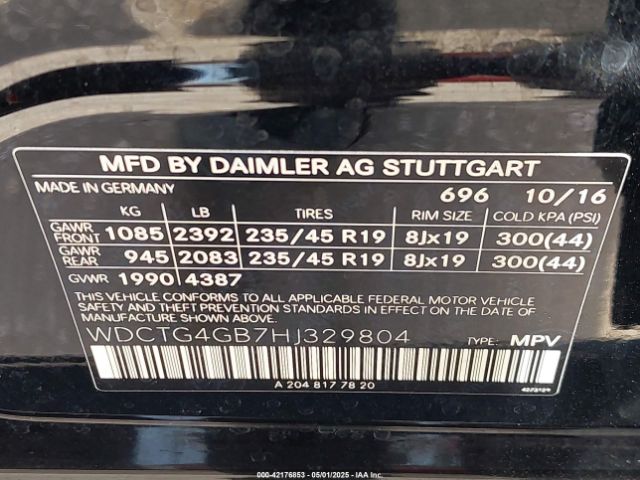 MFD BY DAIMLER AG STUTTGART
MADE IN GERMANY 696 10/16
KG LB TIRES RIM SIZE COLD KPA (PSI)
GAWR FRONT 1085 2392 235/45 R19 8Jx19 300(44)
GAWR REAR 945 2083 235/45 R19 8Jx19 300(44)
GVWR 1990 4387
THIS VEHICLE CONFORMS TO ALL APPLICABLE FEDERAL MOTOR VEHICLE
SAFETY AND THEFT PREVENTION STANDARDS IN EFFECT ON THE DATE OF
MANUFACTURE SHOWN ABOVE.
WDCTG4GB7HJ329804 TYPE: MPV
A 204 817 78 20
000-42176853 - 05/01/2025 - IAA Inc.